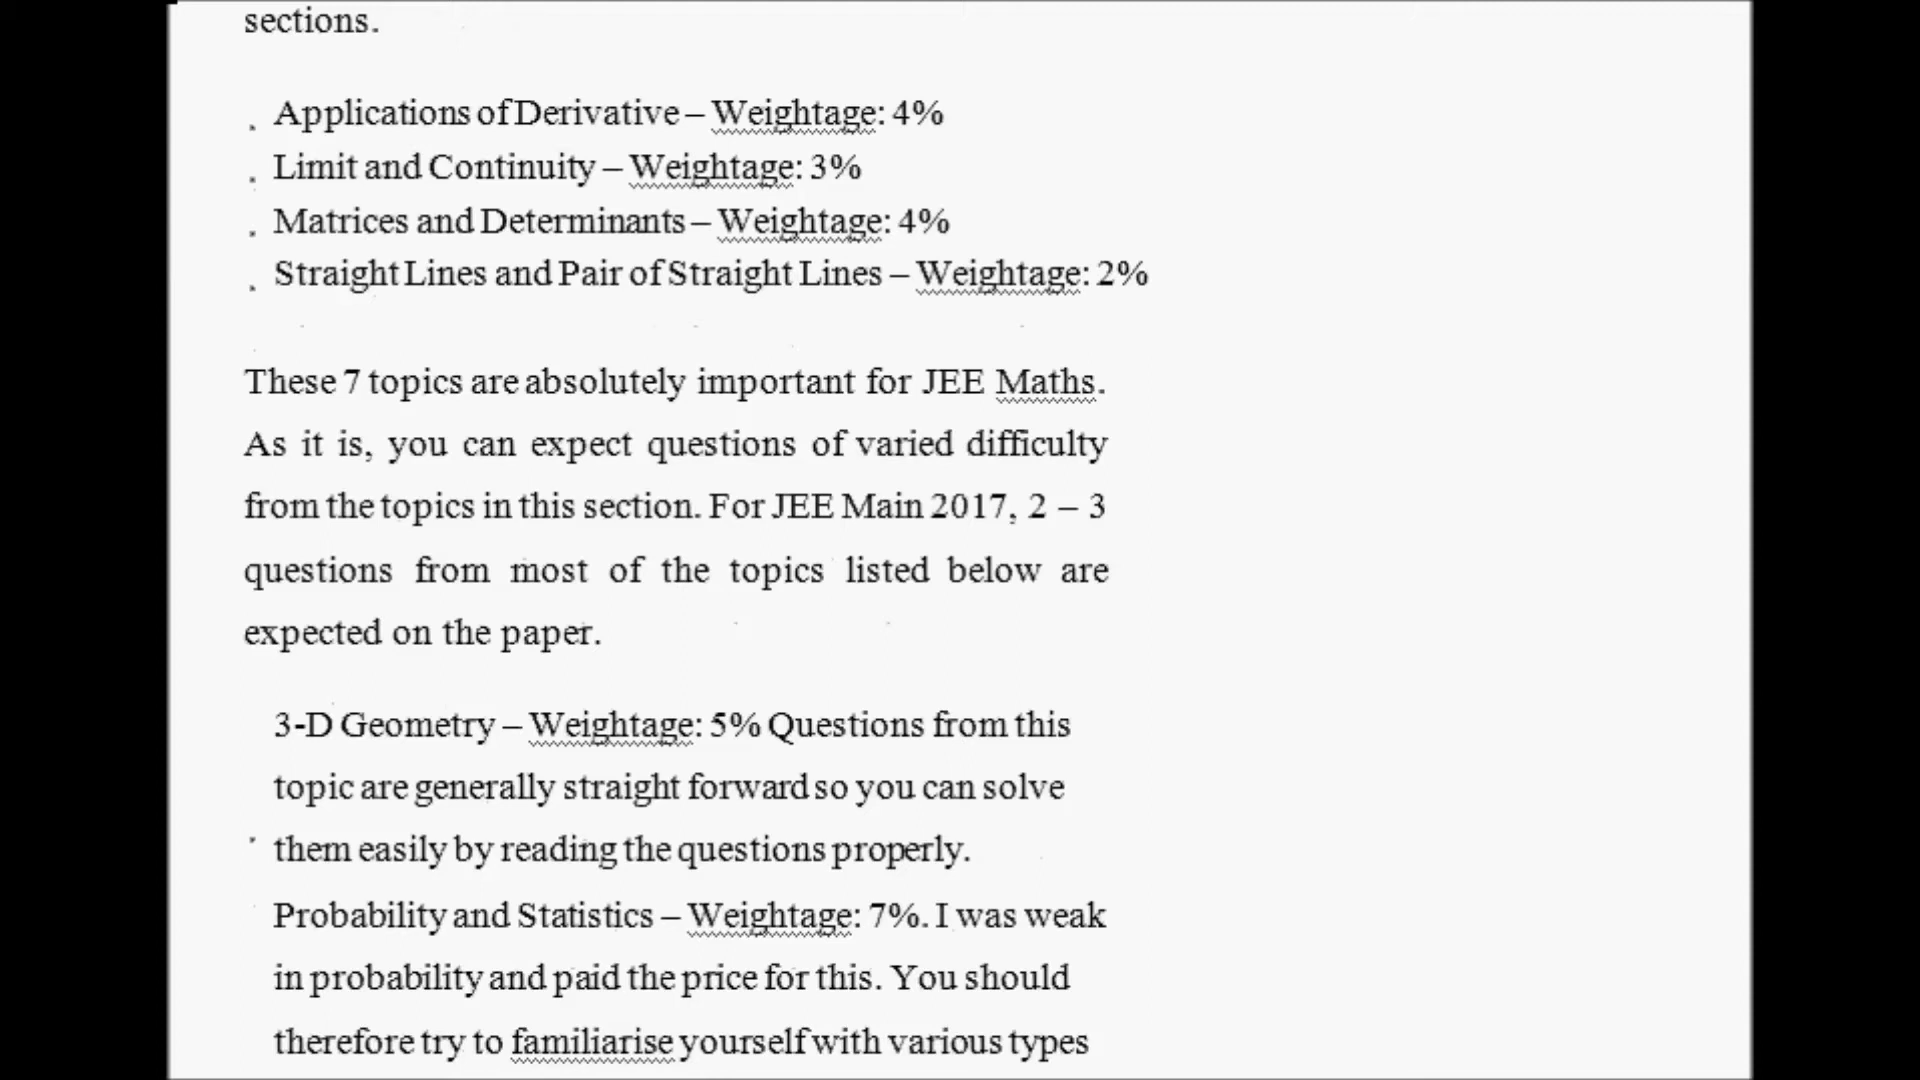 sections.
Applications of Derivative – Weightage: 4%
Limit and Continuity – Weightage: 3%
Matrices and Determinants – Weightage: 4%
Straight Lines and Pair of Straight Lines – Weightage: 2%
These 7 topics are absolutely important for JEE Maths.
As it is, you can expect questions of varied difficulty
from the topics in this section. For JEE Main 2017, 2 – 3
questions from most of the topics listed below are
expected on the paper.
3-D Geometry – Weightage: 5% Questions from this
topic are generally straight forward so you can solve
them easily by reading the questions properly.
Probability and Statistics – Weightage: 7%. I was weak
in probability and paid the price for this. You should
therefore try to familiarise yourself with various types